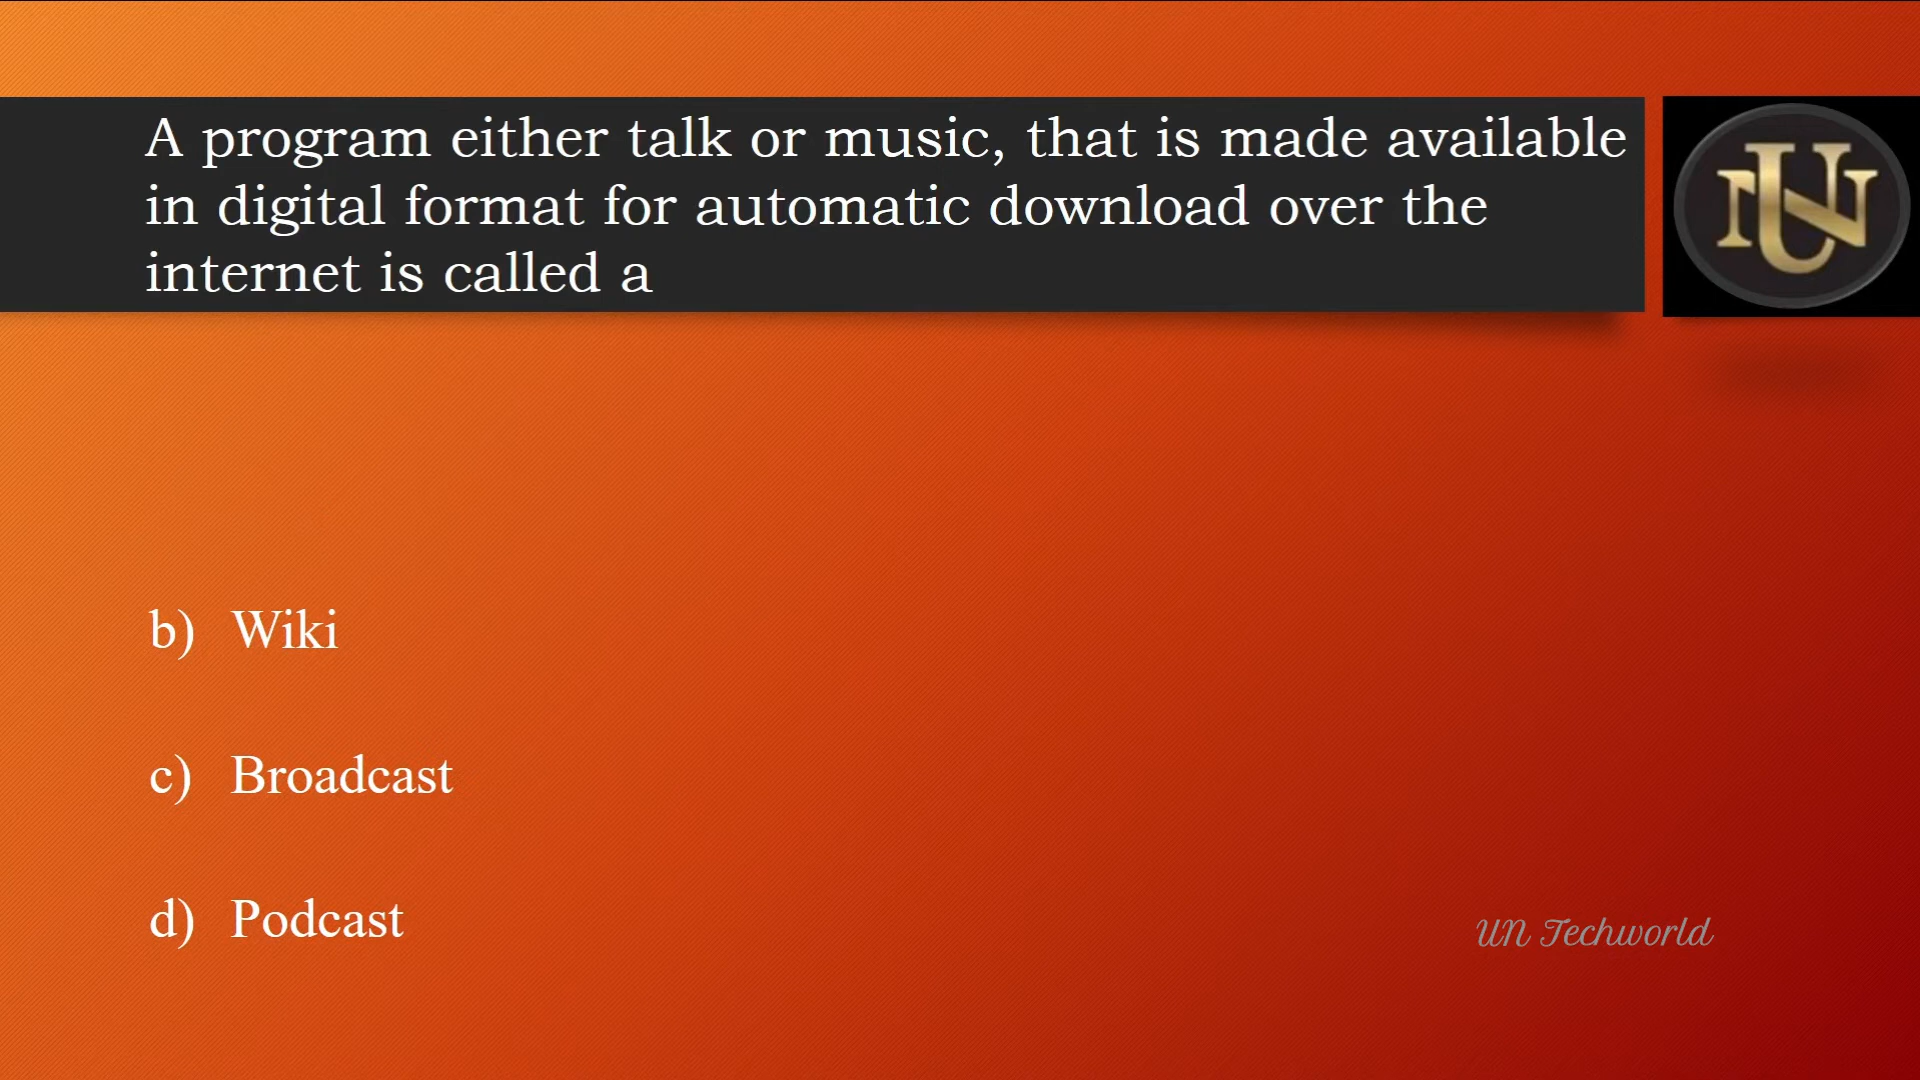 A program either talk or music, that is made available
in digital format for automatic download over the
internet is called a
UN
b) Wiki
c) Broadcast
d) Podcast
UN Techworld